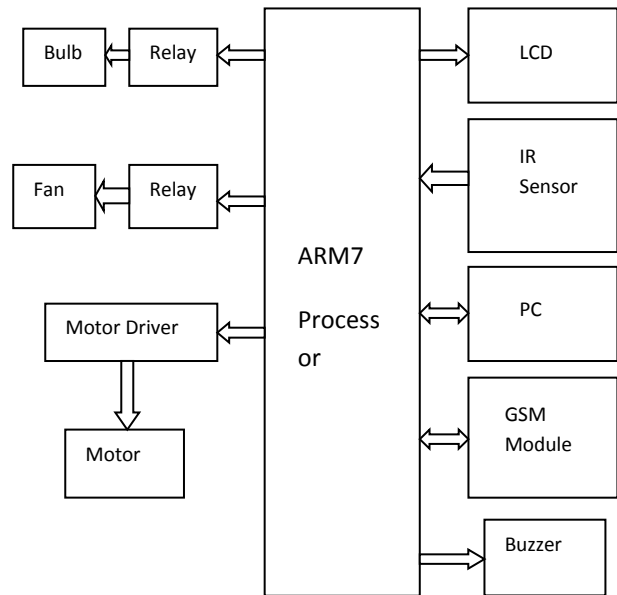 Bulb
Relay
LCD
Fan
Relay
IR
Sensor
ARM7
Process
or
Motor Driver
PC
Motor
GSM
Module
Buzzer